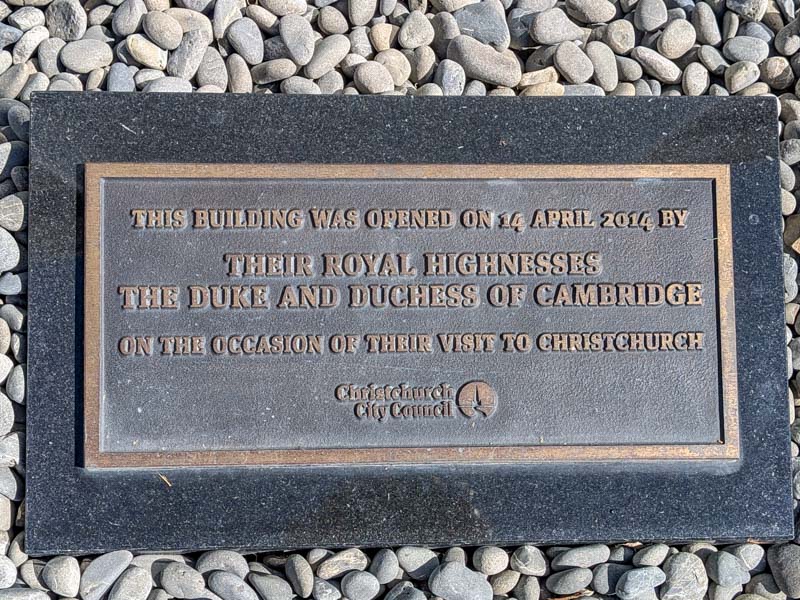 THIS BUILDING WAS OPENED ON 14 APRIL 2014 BY
THEIR ROYAL HIGHNESSES
THE DUKE AND DUCHESS OF CAMBRIDGE
ON THE OCCASION OF THEIR VISIT TO CHRISTCHURCH
Christchurch
City Council